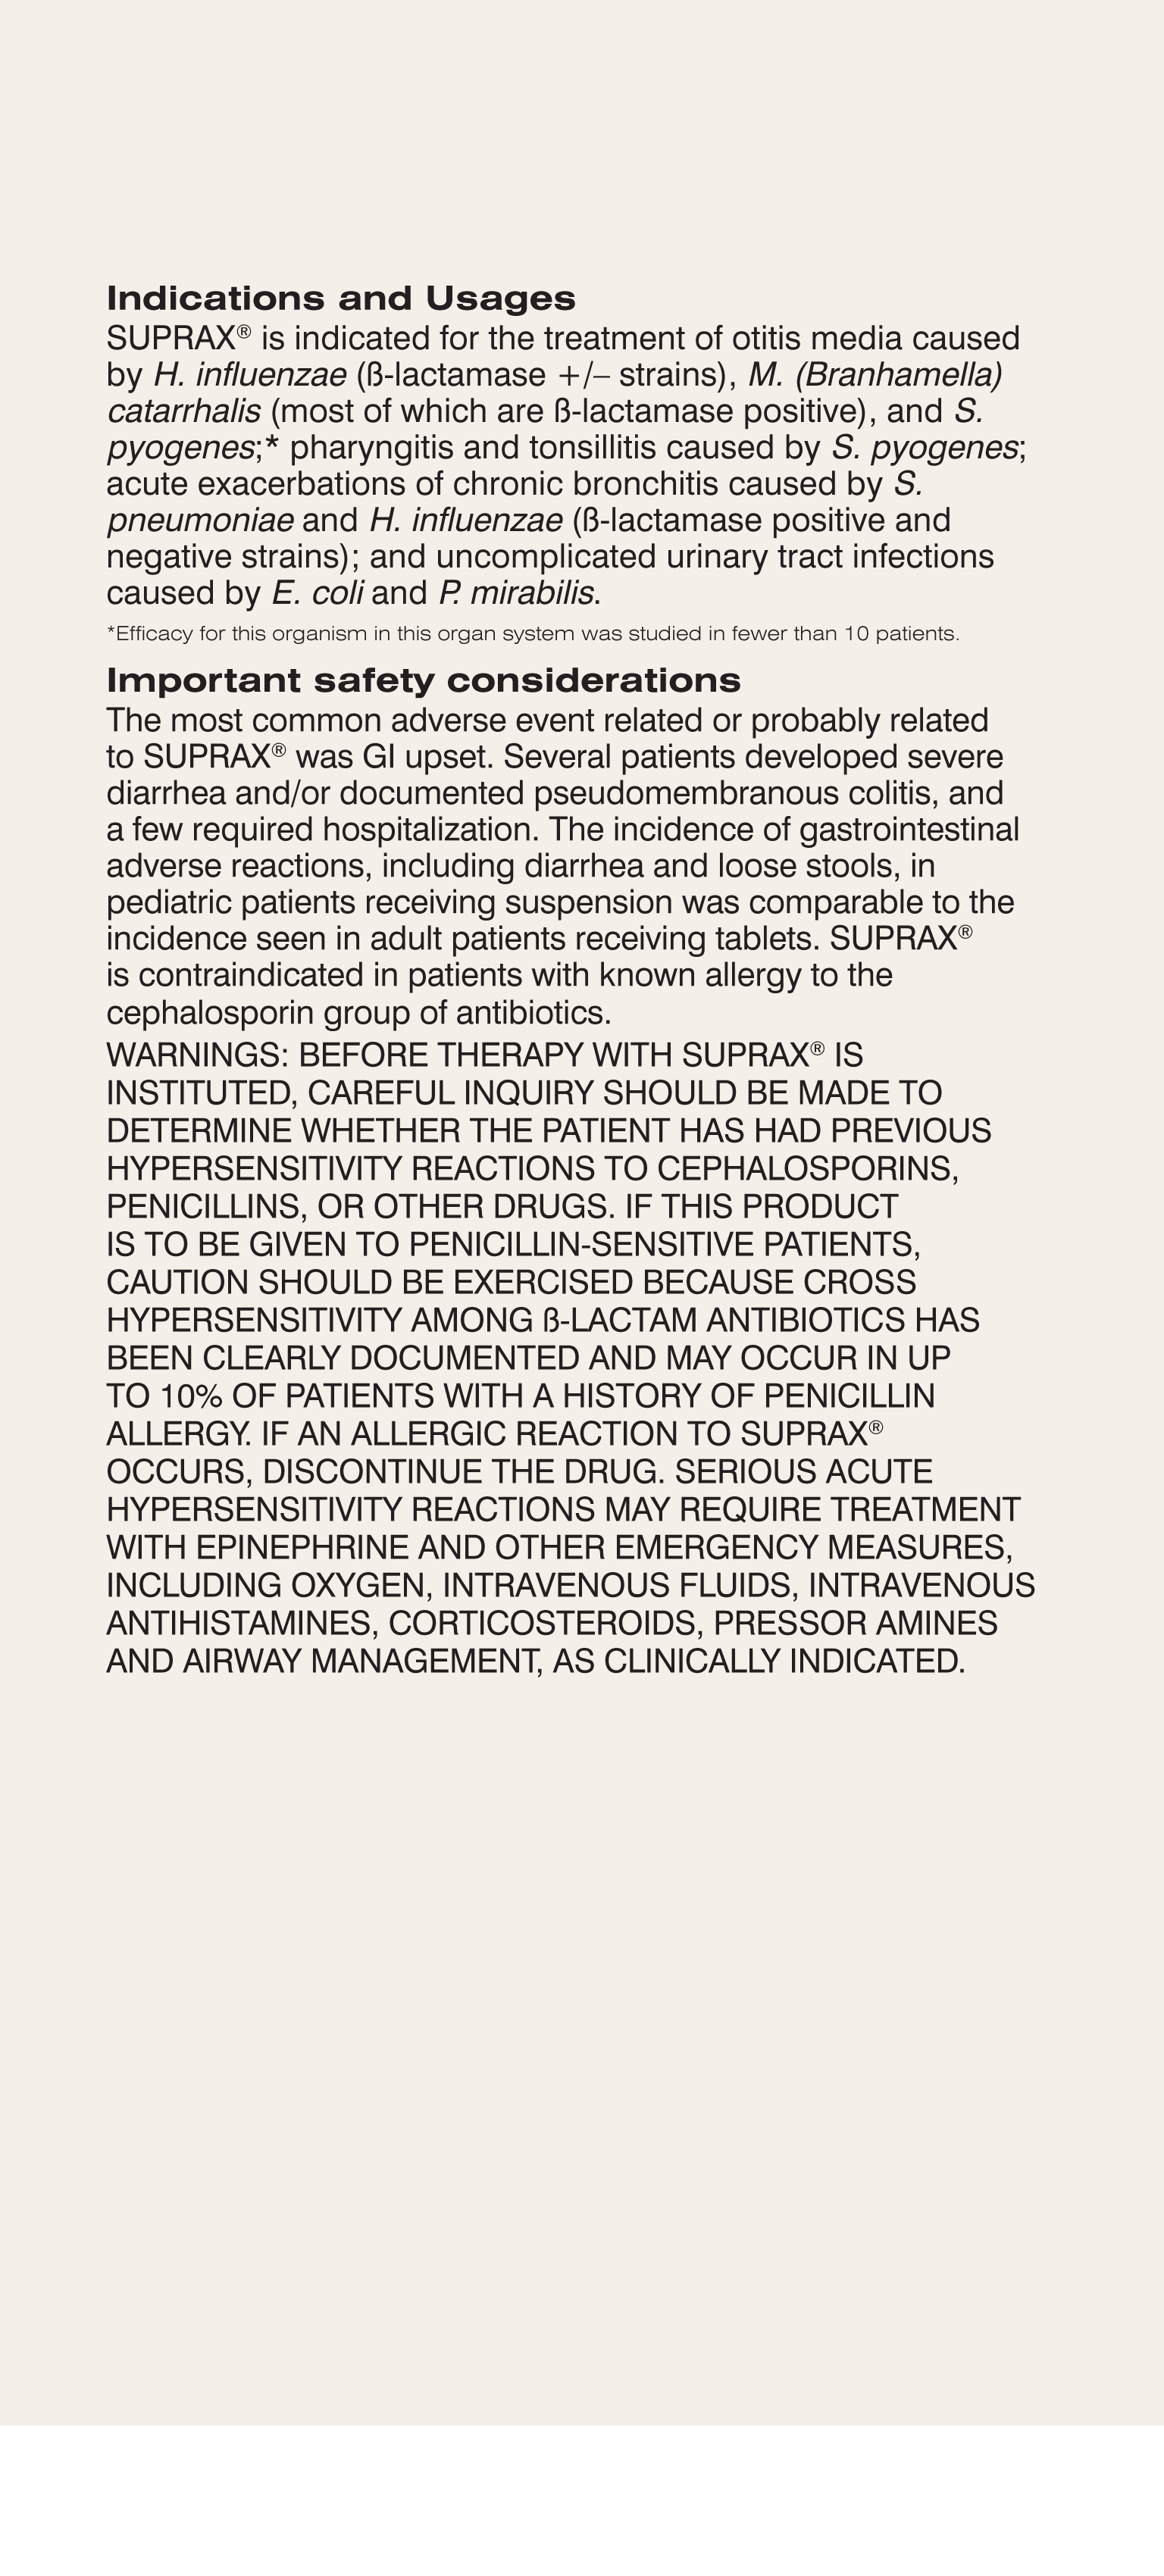 Indications and Usages
SUPRAX® is indicated for the treatment of otitis media caused
by H. influenzae (ß-lactamase +/– strains), M. (Branhamella)
catarrhalis (most of which are ß-lactamase positive), and S.
pyogenes;* pharyngitis and tonsillitis caused by S. pyogenes;
acute exacerbations of chronic bronchitis caused by S.
pneumoniae and H. influenzae (ß-lactamase positive and
negative strains); and uncomplicated urinary tract infections
caused by E. coli and P. mirabilis.
*Efficacy for this organism in this organ system was studied in fewer than 10 patients.
Important safety considerations
The most common adverse event related or probably related
to SUPRAX® was GI upset. Several patients developed severe
diarrhea and/or documented pseudomembranous colitis, and
a few required hospitalization. The incidence of gastrointestinal
adverse reactions, including diarrhea and loose stools, in
pediatric patients receiving suspension was comparable to the
incidence seen in adult patients receiving tablets. SUPRAX®
is contraindicated in patients with known allergy to the
cephalosporin group of antibiotics.
WARNINGS: BEFORE THERAPY WITH SUPRAX® IS
INSTITUTED, CAREFUL INQUIRY SHOULD BE MADE TO
DETERMINE WHETHER THE PATIENT HAS HAD PREVIOUS
HYPERSENSITIVITY REACTIONS TO CEPHALOSPORINS,
PENICILLINS, OR OTHER DRUGS. IF THIS PRODUCT
IS TO BE GIVEN TO PENICILLIN-SENSITIVE PATIENTS,
CAUTION SHOULD BE EXERCISED BECAUSE CROSS
HYPERSENSITIVITY AMONG ß-LACTAM ANTIBIOTICS HAS
BEEN CLEARLY DOCUMENTED AND MAY OCCUR IN UP
TO 10% OF PATIENTS WITH A HISTORY OF PENICILLIN
ALLERGY. IF AN ALLERGIC REACTION TO SUPRAX®
OCCURS, DISCONTINUE THE DRUG. SERIOUS ACUTE
HYPERSENSITIVITY REACTIONS MAY REQUIRE TREATMENT
WITH EPINEPHRINE AND OTHER EMERGENCY MEASURES,
INCLUDING OXYGEN, INTRAVENOUS FLUIDS, INTRAVENOUS
ANTIHISTAMINES, CORTICOSTEROIDS, PRESSOR AMINES
AND AIRWAY MANAGEMENT, AS CLINICALLY INDICATED.